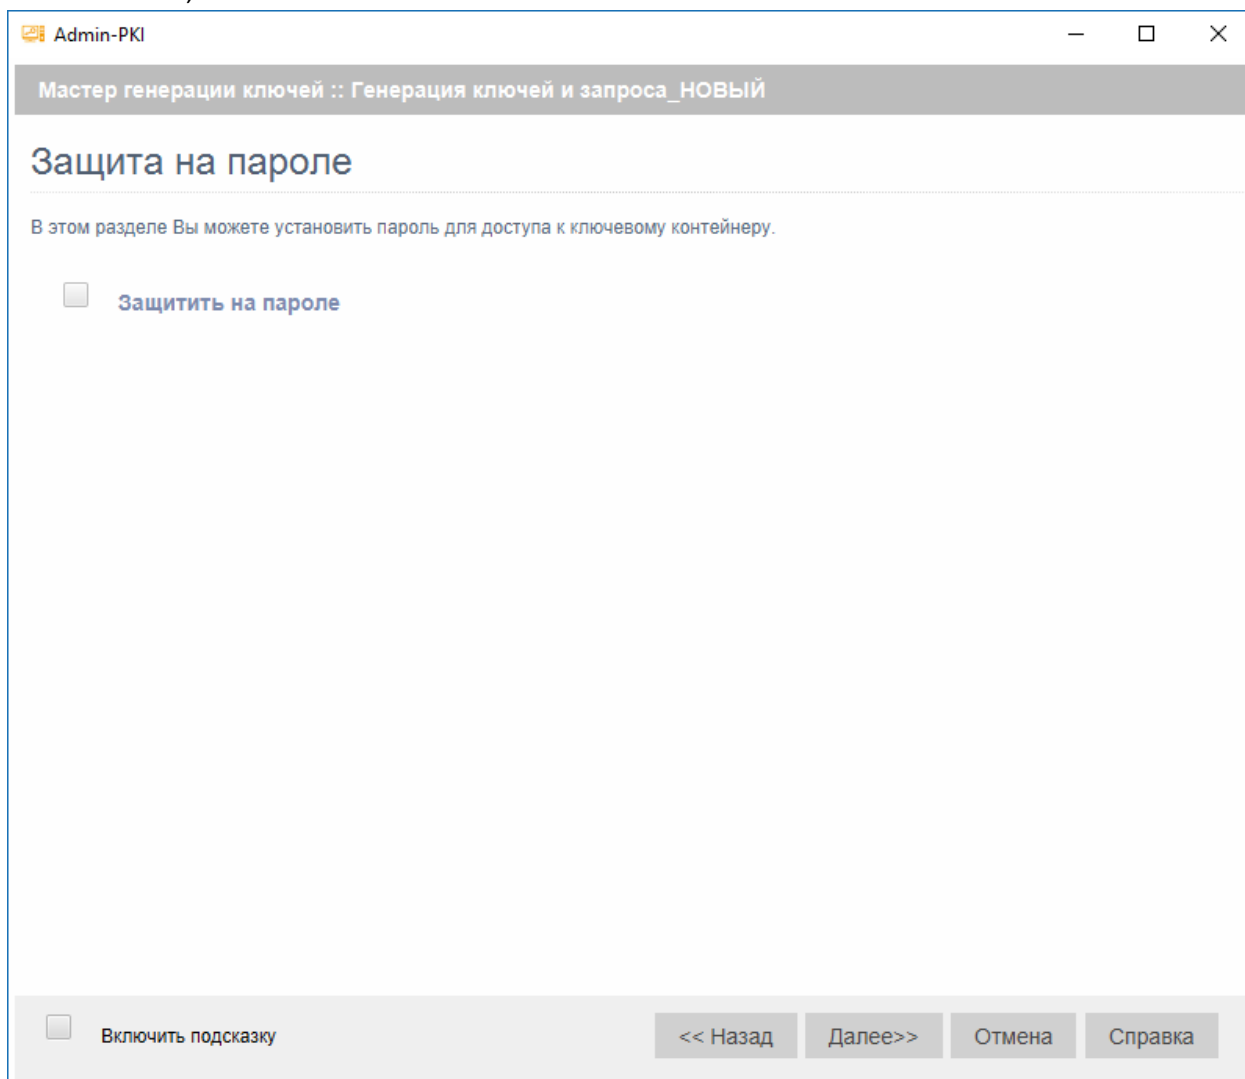 Admin-PKI
Мастер генерации ключей :: Генерация ключей и запроса_НОВЫЙ
Защита на пароле
В этом разделе Вы можете установить пароль для доступа к ключевому контейнеру.
Защитить на пароле
Включить подсказку
<< Назад
Далее>>
Отмена
Справка